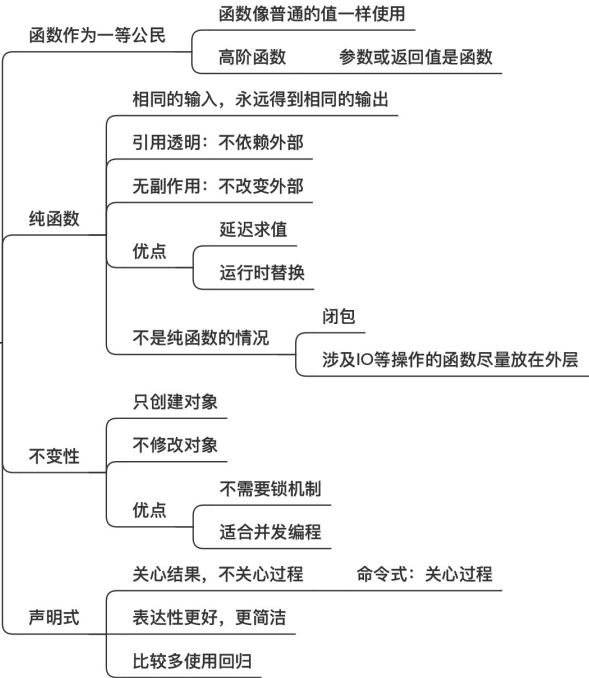 函数作为一等公民
函数像普通的值一样使用
高阶函数
参数或返回值是函数
纯函数
相同的输入，永远得到相同的输出
引用透明：不依赖外部
无副作用：不改变外部
优点
延迟求值
运行时替换
不是纯函数的情况
闭包
涉及IO等操作的函数尽量放在外层
不变性
只创建对象
不修改对象
优点
不需要锁机制
适合并发编程
声明式
关心结果，不关心过程
命令式：关心过程
表达性更好，更简洁
比较多使用回归